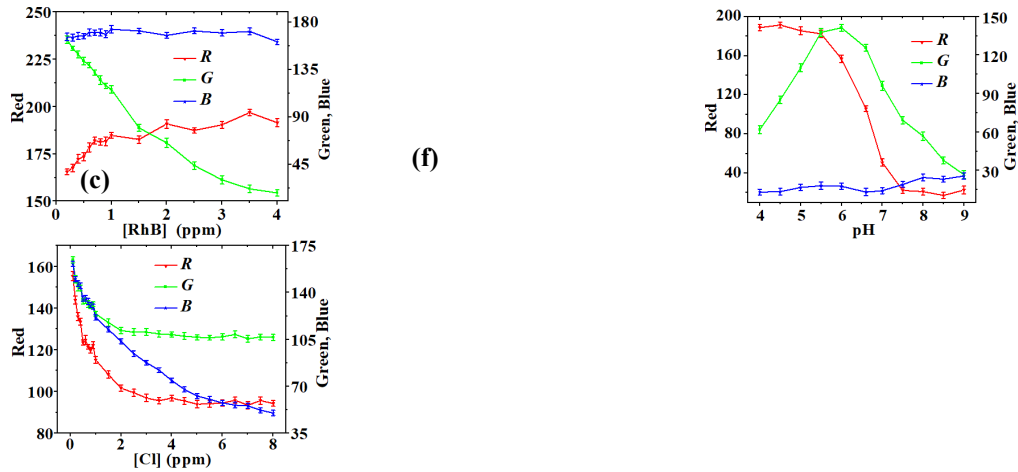 250
225
200
175
150
Red
180
135
90
45
Green, Blue
R
G
B
(c)
0 1 2 3 4
[RhB] (ppm)
(f)
200
160
120
80
40
Red
150
120
90
60
30
Green, Blue
R
G
B
4 5 6 7 8 9
pH
160
140
120
100
80
Red
175
140
105
70
35
Green, Blue
R
G
B
0 2 4 6 8
[Cl] (ppm)